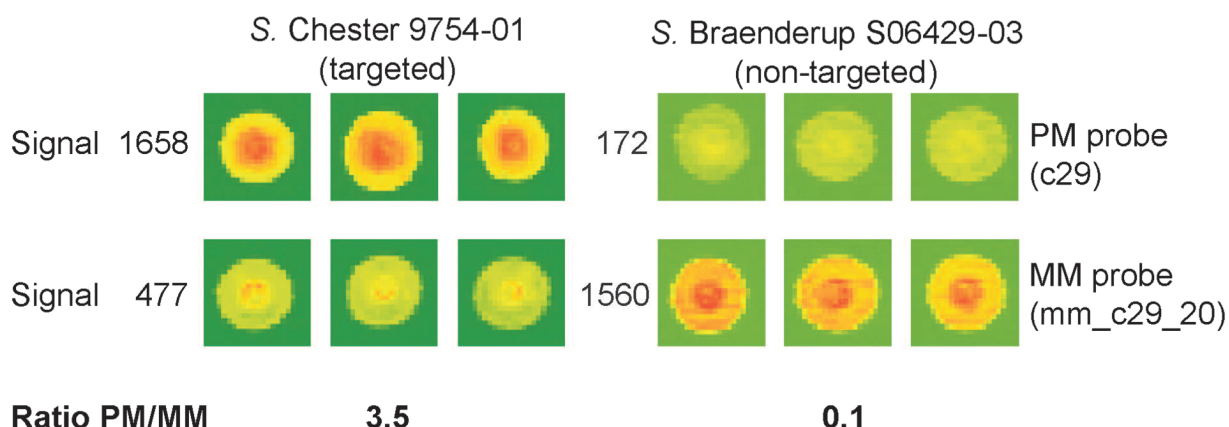 S. Chester 9754-01
(targeted)
S. Braenderup S06429-03
(non-targeted)
Signal 1658
172
PM probe
(c29)
Signal 477
1560
MM probe
(mm_c29_20)
Ratio PM/MM 3.5 0.1